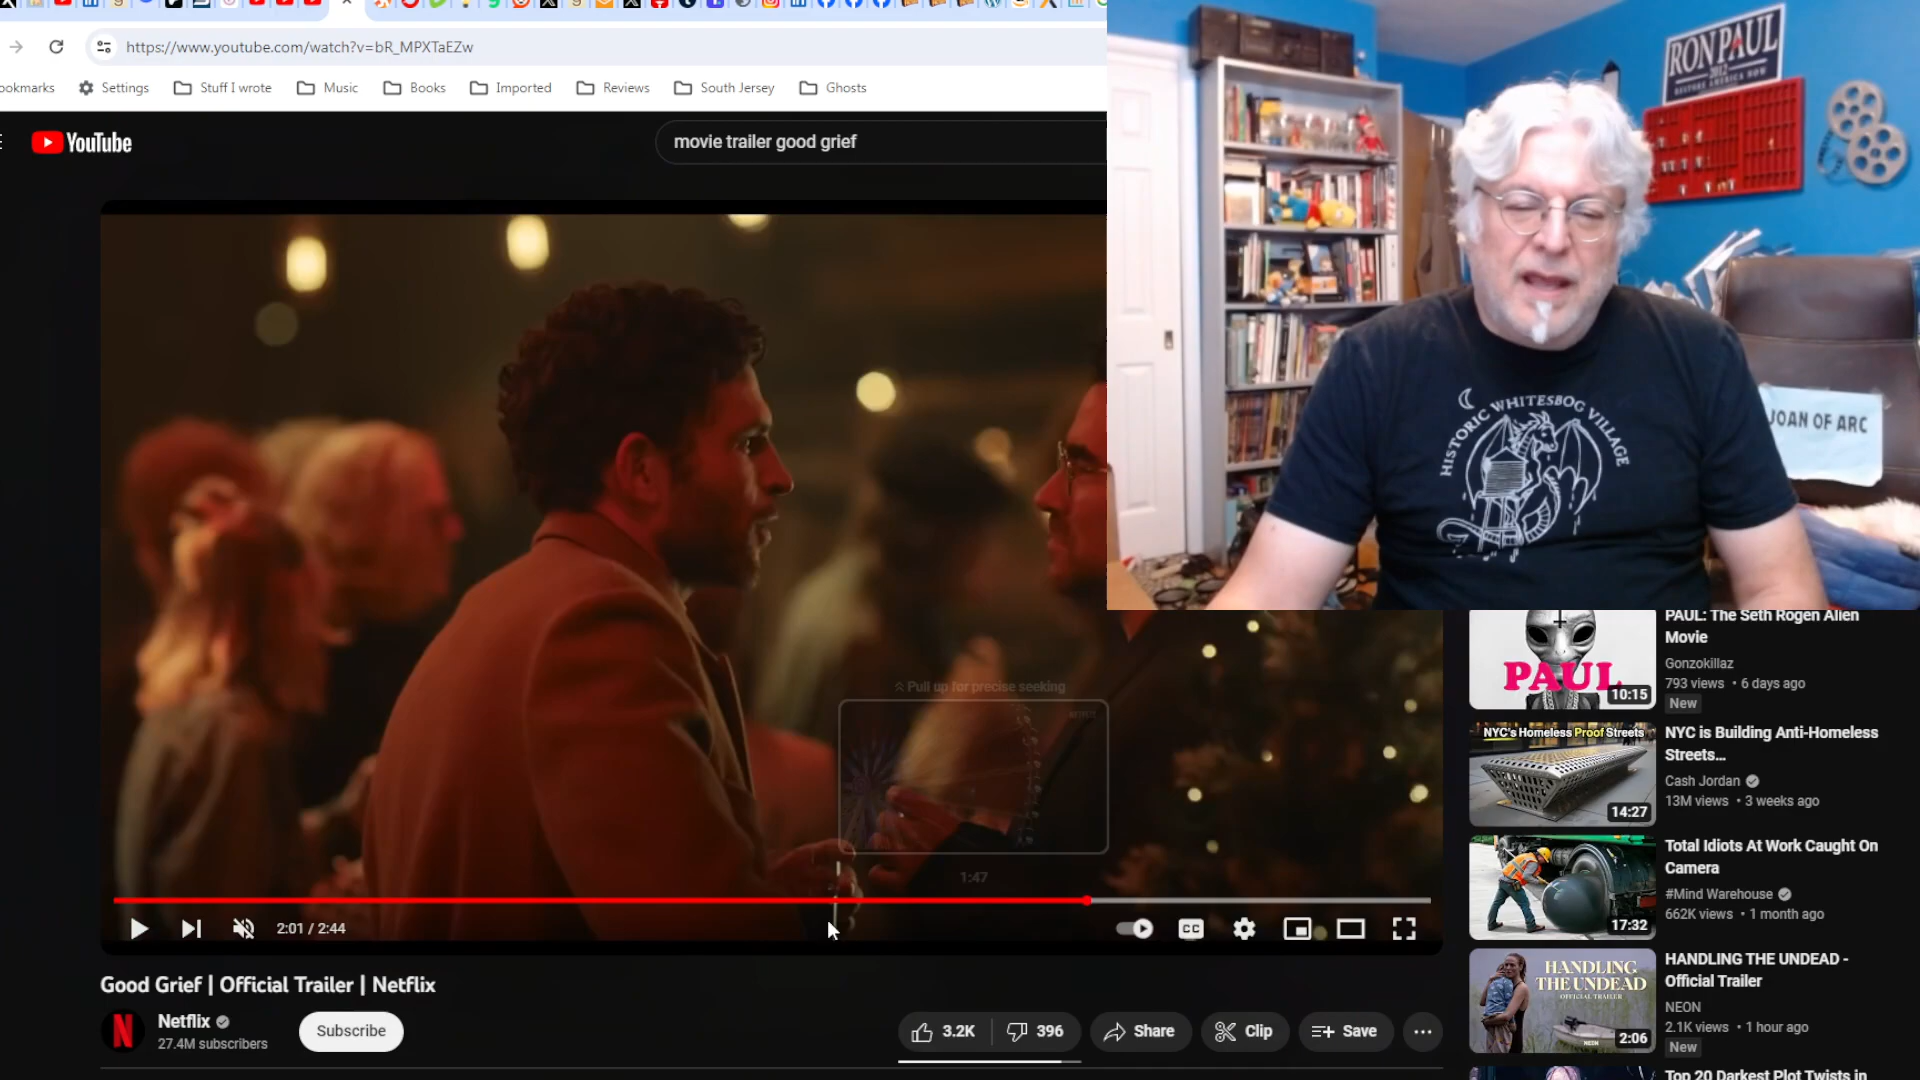 https://www.youtube.com/watch?v=bR_MPXTaEZw
ookmarks
Settings
Stuff I wrote
Music
Books
Imported
Reviews
South Jersey
Ghosts
YouTube
movie trailer good grief
RON PAUL
2012
RESTORE AMERICA NOW
HISTORIC WHITESBOG VILLAGE
JOAN OF ARC
Pull up for precise seeking
NETFLIX
1:47
2:01 / 2:44
CC
Good Grief | Official Trailer | Netflix
N
Netflix
27.4M subscribers
Subscribe
3.2K
396
Share
Clip
Save
PAUL
10:15
PAUL: The Seth Rogen Alien
Movie
Gonzokillaz
793 views • 6 days ago
New
NYC's Homeless Proof Streets
14:27
NYC is Building Anti-Homeless
Streets...
Cash Jordan
13M views • 3 weeks ago
17:32
Total Idiots At Work Caught On
Camera
#Mind Warehouse
662K views • 1 month ago
HANDLING
THE UNDEAD
OFFICIAL TRAILER
NEON
2:06
HANDLING THE UNDEAD -
Official Trailer
NEON
2.1K views • 1 hour ago
New
Top 20 Darkest Plot Twists in